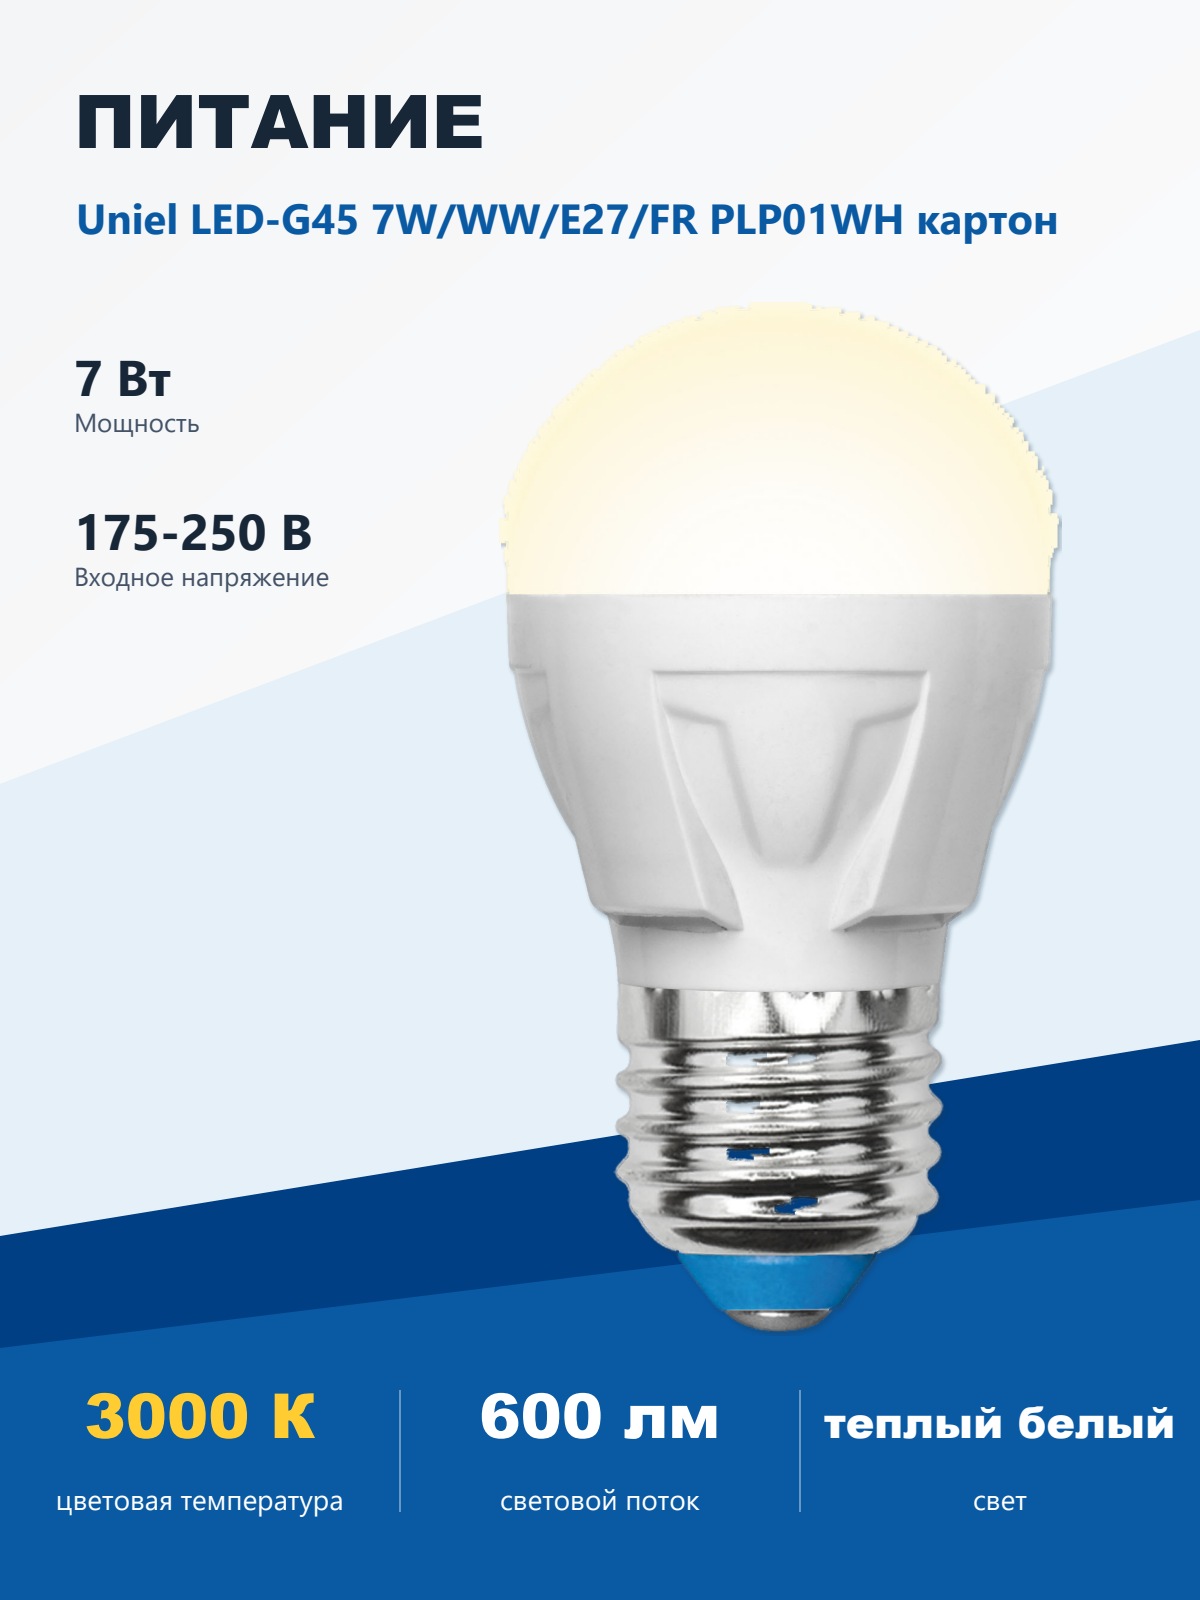 ПИТАНИЕ
Uniel LED-G45 7W/WW/E27/FR PLP01WH картон
7 Вт
Мощность
175-250 В
Входное напряжение
3000 К
цветовая температура
600 лм
световой поток
теплый белый
свет